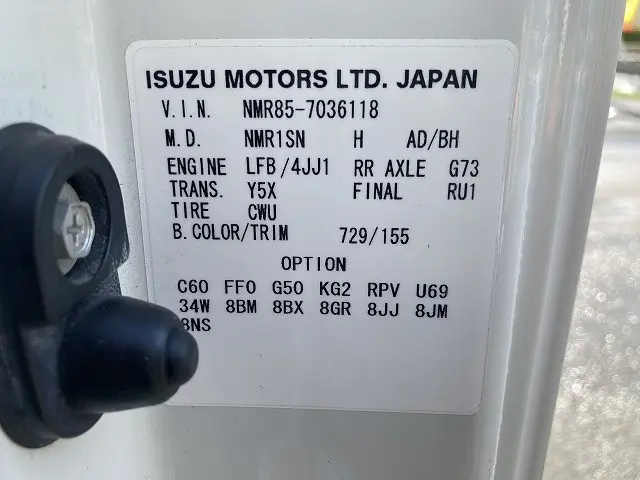 ISUZU MOTORS LTD. JAPAN
V.I.N. NMR85-7036118
M.D. NMR1SN H AD/BH
ENGINE LFB/4JJ1 RR AXLE G73
TRANS. Y5X FINAL RU1
TIRE CWU
B.COLOR/TRIM 729/155
OPTION
C60 FF0 G50 KG2 RPV U69
34W 8BM 8BX 8GR 8JJ 8JM
8NS